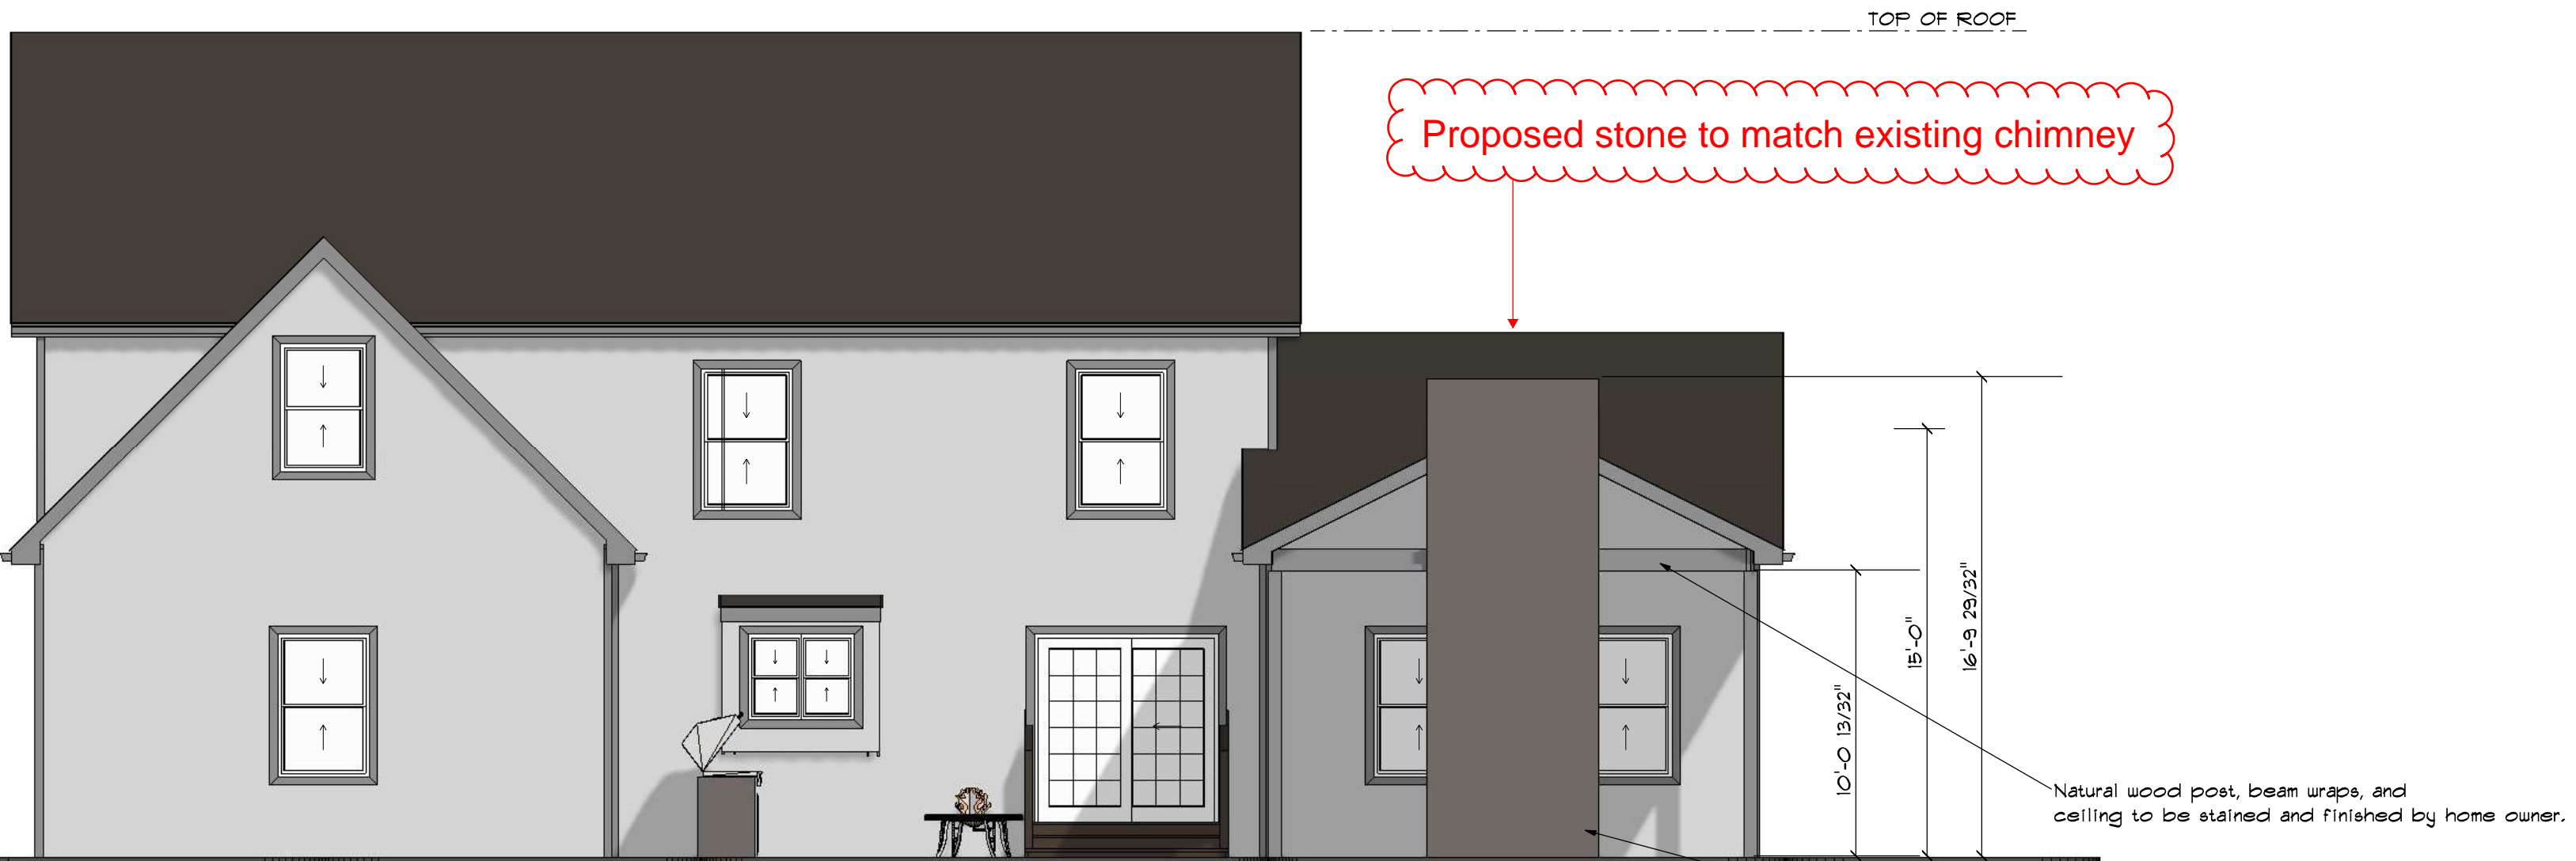 TOP OF ROOF
Proposed stone to match existing chimney
10'-0 13/32"
15'-0"
16'-9 29/32"
Natural wood post, beam wraps, and
ceiling to be stained and finished by home owner.